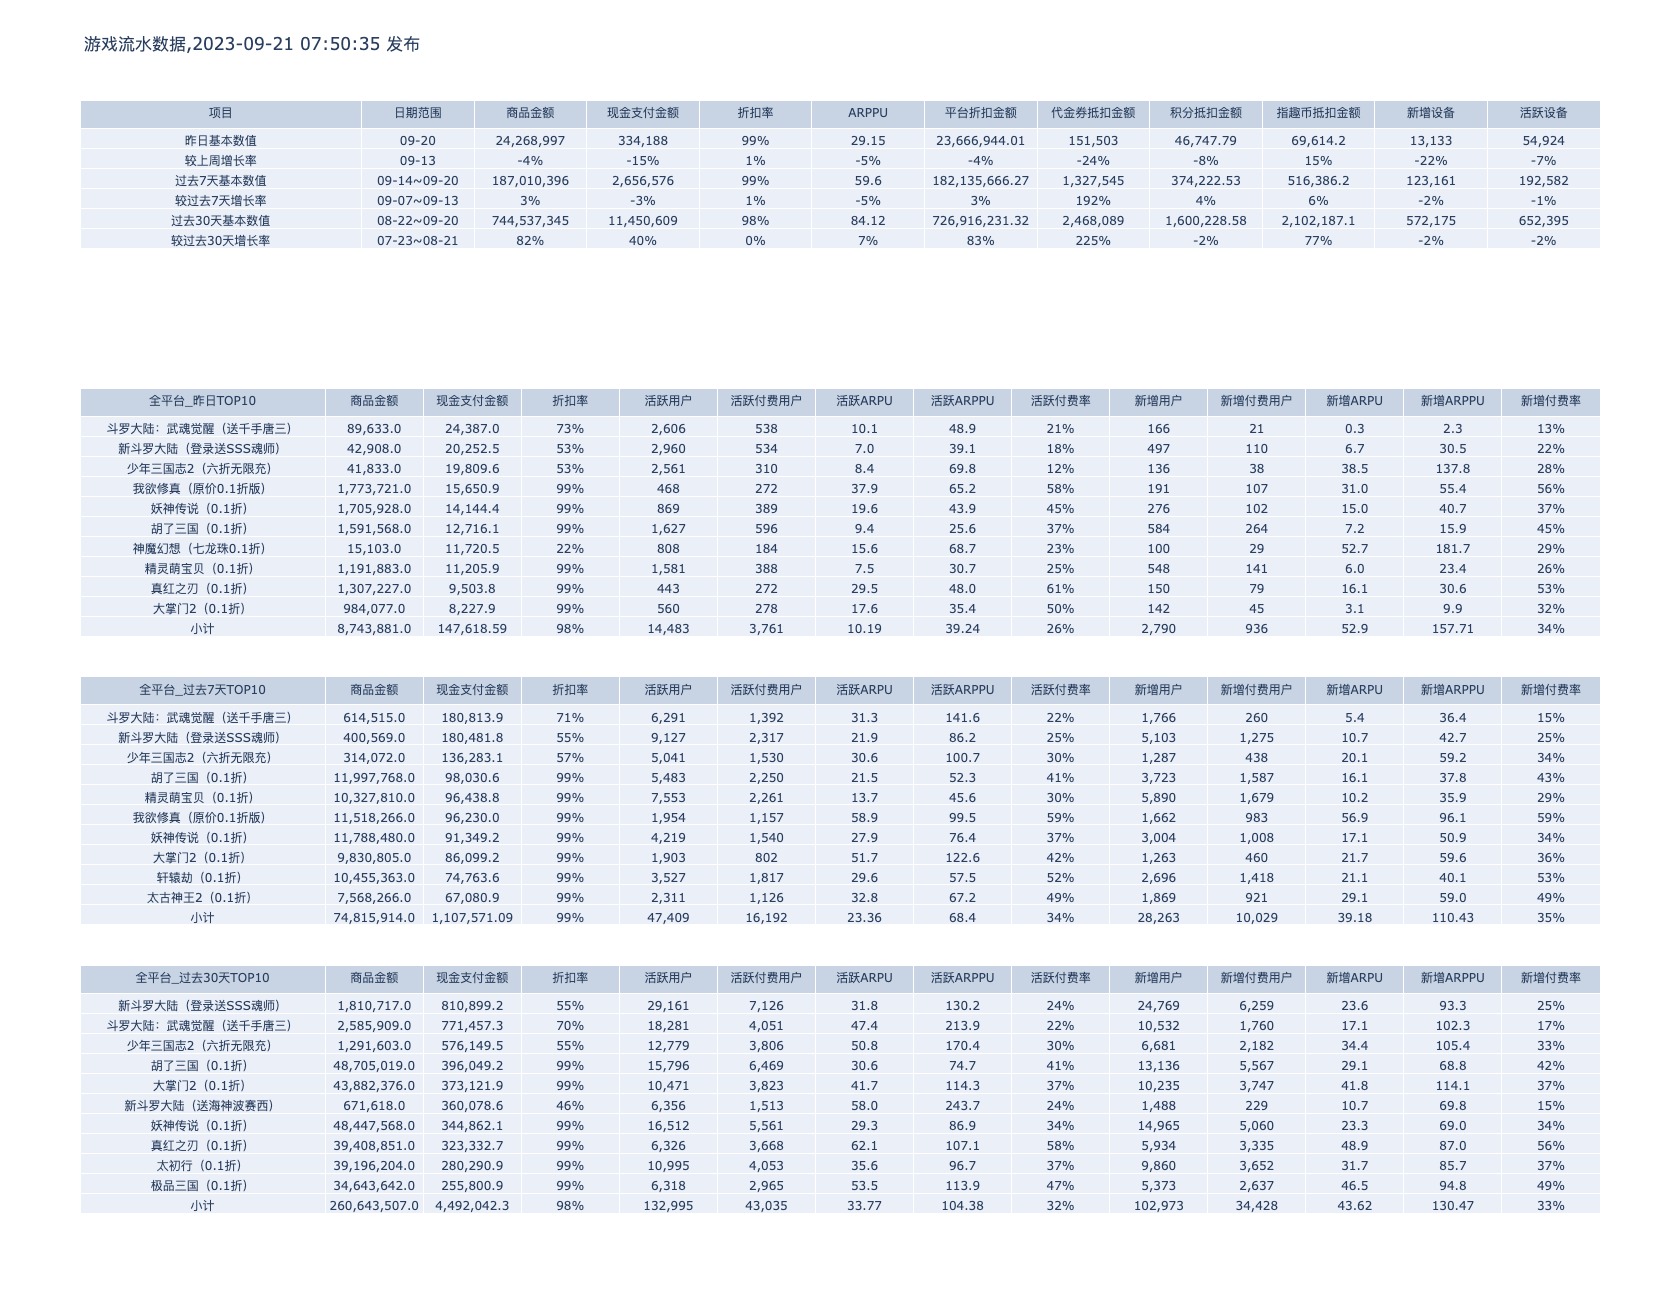 游戏流水数据,2023-09-21 07:50:35 发布
项目 日期范围 商品金额 现金支付金额 折扣率 ARPPU 平台折扣金额 代金券抵扣金额 积分抵扣金额 指趣币抵扣金额 新增设备 活跃设备
昨日基本数值 09-20 24,268,997 334,188 99% 29.15 23,666,944.01 151,503 46,747.79 69,614.2 13,133 54,924
较上周增长率 09-13 -4% -15% 1% -5% -4% -24% -8% 15% -22% -7%
过去7天基本数值 09-14~09-20 187,010,396 2,656,576 99% 59.6 182,135,666.27 1,327,545 374,222.53 516,386.2 123,161 192,582
较过去7天增长率 09-07~09-13 3% -3% 1% -5% 3% 192% 4% 6% -2% -1%
过去30天基本数值 08-22~09-20 744,537,345 11,450,609 98% 84.12 726,916,231.32 2,468,089 1,600,228.58 2,102,187.1 572,175 652,395
较过去30天增长率 07-23~08-21 82% 40% 0% 7% 83% 225% -2% 77% -2% -2%
全平台_昨日TOP10 商品金额 现金支付金额 折扣率 活跃用户 活跃付费用户 活跃ARPU 活跃ARPPU 活跃付费率 新增用户 新增付费用户 新增ARPU 新增ARPPU 新增付费率
斗罗大陆：武魂觉醒（送千手唐三） 89,633.0 24,387.0 73% 2,606 538 10.1 48.9 21% 166 21 0.3 2.3 13%
新斗罗大陆（登录送SSS魂师） 42,908.0 20,252.5 53% 2,960 534 7.0 39.1 18% 497 110 6.7 30.5 22%
少年三国志2（六折无限充） 41,833.0 19,809.6 53% 2,561 310 8.4 69.8 12% 136 38 38.5 137.8 28%
我欲修真（原价0.1折版） 1,773,721.0 15,650.9 99% 468 272 37.9 65.2 58% 191 107 31.0 55.4 56%
妖神传说（0.1折） 1,705,928.0 14,144.4 99% 869 389 19.6 43.9 45% 276 102 15.0 40.7 37%
胡了三国（0.1折） 1,591,568.0 12,716.1 99% 1,627 596 9.4 25.6 37% 584 264 7.2 15.9 45%
神魔幻想（七龙珠0.1折） 15,103.0 11,720.5 22% 808 184 15.6 68.7 23% 100 29 52.7 181.7 29%
精灵萌宝贝（0.1折） 1,191,883.0 11,205.9 99% 1,581 388 7.5 30.7 25% 548 141 6.0 23.4 26%
真红之刃（0.1折） 1,307,227.0 9,503.8 99% 443 272 29.5 48.0 61% 150 79 16.1 30.6 53%
大掌门2（0.1折） 984,077.0 8,227.9 99% 560 278 17.6 35.4 50% 142 45 3.1 9.9 32%
小计 8,743,881.0 147,618.59 98% 14,483 3,761 10.19 39.24 26% 2,790 936 52.9 157.71 34%
全平台_过去7天TOP10 商品金额 现金支付金额 折扣率 活跃用户 活跃付费用户 活跃ARPU 活跃ARPPU 活跃付费率 新增用户 新增付费用户 新增ARPU 新增ARPPU 新增付费率
斗罗大陆：武魂觉醒（送千手唐三） 614,515.0 180,813.9 71% 6,291 1,392 31.3 141.6 22% 1,766 260 5.4 36.4 15%
新斗罗大陆（登录送SSS魂师） 400,569.0 180,481.8 55% 9,127 2,317 21.9 86.2 25% 5,103 1,275 10.7 42.7 25%
少年三国志2（六折无限充） 314,072.0 136,283.1 57% 5,041 1,530 30.6 100.7 30% 1,287 438 20.1 59.2 34%
胡了三国（0.1折） 11,997,768.0 98,030.6 99% 5,483 2,250 21.5 52.3 41% 3,723 1,587 16.1 37.8 43%
精灵萌宝贝（0.1折） 10,327,810.0 96,438.8 99% 7,553 2,261 13.7 45.6 30% 5,890 1,679 10.2 35.9 29%
我欲修真（原价0.1折版） 11,518,266.0 96,230.0 99% 1,954 1,157 58.9 99.5 59% 1,662 983 56.9 96.1 59%
妖神传说（0.1折） 11,788,480.0 91,349.2 99% 4,219 1,540 27.9 76.4 37% 3,004 1,008 17.1 50.9 34%
大掌门2（0.1折） 9,830,805.0 86,099.2 99% 1,903 802 51.7 122.6 42% 1,263 460 21.7 59.6 36%
轩辕劫（0.1折） 10,455,363.0 74,763.6 99% 3,527 1,817 29.6 57.5 52% 2,696 1,418 21.1 40.1 53%
太古神王2（0.1折） 7,568,266.0 67,080.9 99% 2,311 1,126 32.8 67.2 49% 1,869 921 29.1 59.0 49%
小计 74,815,914.0 1,107,571.09 99% 47,409 16,192 23.36 68.4 34% 28,263 10,029 39.18 110.43 35%
全平台_过去30天TOP10 商品金额 现金支付金额 折扣率 活跃用户 活跃付费用户 活跃ARPU 活跃ARPPU 活跃付费率 新增用户 新增付费用户 新增ARPU 新增ARPPU 新增付费率
新斗罗大陆（登录送SSS魂师） 1,810,717.0 810,899.2 55% 29,161 7,126 31.8 130.2 24% 24,769 6,259 23.6 93.3 25%
斗罗大陆：武魂觉醒（送千手唐三） 2,585,909.0 771,457.3 70% 18,281 4,051 47.4 213.9 22% 10,532 1,760 17.1 102.3 17%
少年三国志2（六折无限充） 1,291,603.0 576,149.5 55% 12,779 3,806 50.8 170.4 30% 6,681 2,182 34.4 105.4 33%
胡了三国（0.1折） 48,705,019.0 396,049.2 99% 15,796 6,469 30.6 74.7 41% 13,136 5,567 29.1 68.8 42%
大掌门2（0.1折） 43,882,376.0 373,121.9 99% 10,471 3,823 41.7 114.3 37% 10,235 3,747 41.8 114.1 37%
新斗罗大陆（送海神波赛西） 671,618.0 360,078.6 46% 6,356 1,513 58.0 243.7 24% 1,488 229 10.7 69.8 15%
妖神传说（0.1折） 48,447,568.0 344,862.1 99% 16,512 5,561 29.3 86.9 34% 14,965 5,060 23.3 69.0 34%
真红之刃（0.1折） 39,408,851.0 323,332.7 99% 6,326 3,668 62.1 107.1 58% 5,934 3,335 48.9 87.0 56%
太初行（0.1折） 39,196,204.0 280,290.9 99% 10,995 4,053 35.6 96.7 37% 9,860 3,652 31.7 85.7 37%
极品三国（0.1折） 34,643,642.0 255,800.9 99% 6,318 2,965 53.5 113.9 47% 5,373 2,637 46.5 94.8 49%
小计 260,643,507.0 4,492,042.3 98% 132,995 43,035 33.77 104.38 32% 102,973 34,428 43.62 130.47 33%